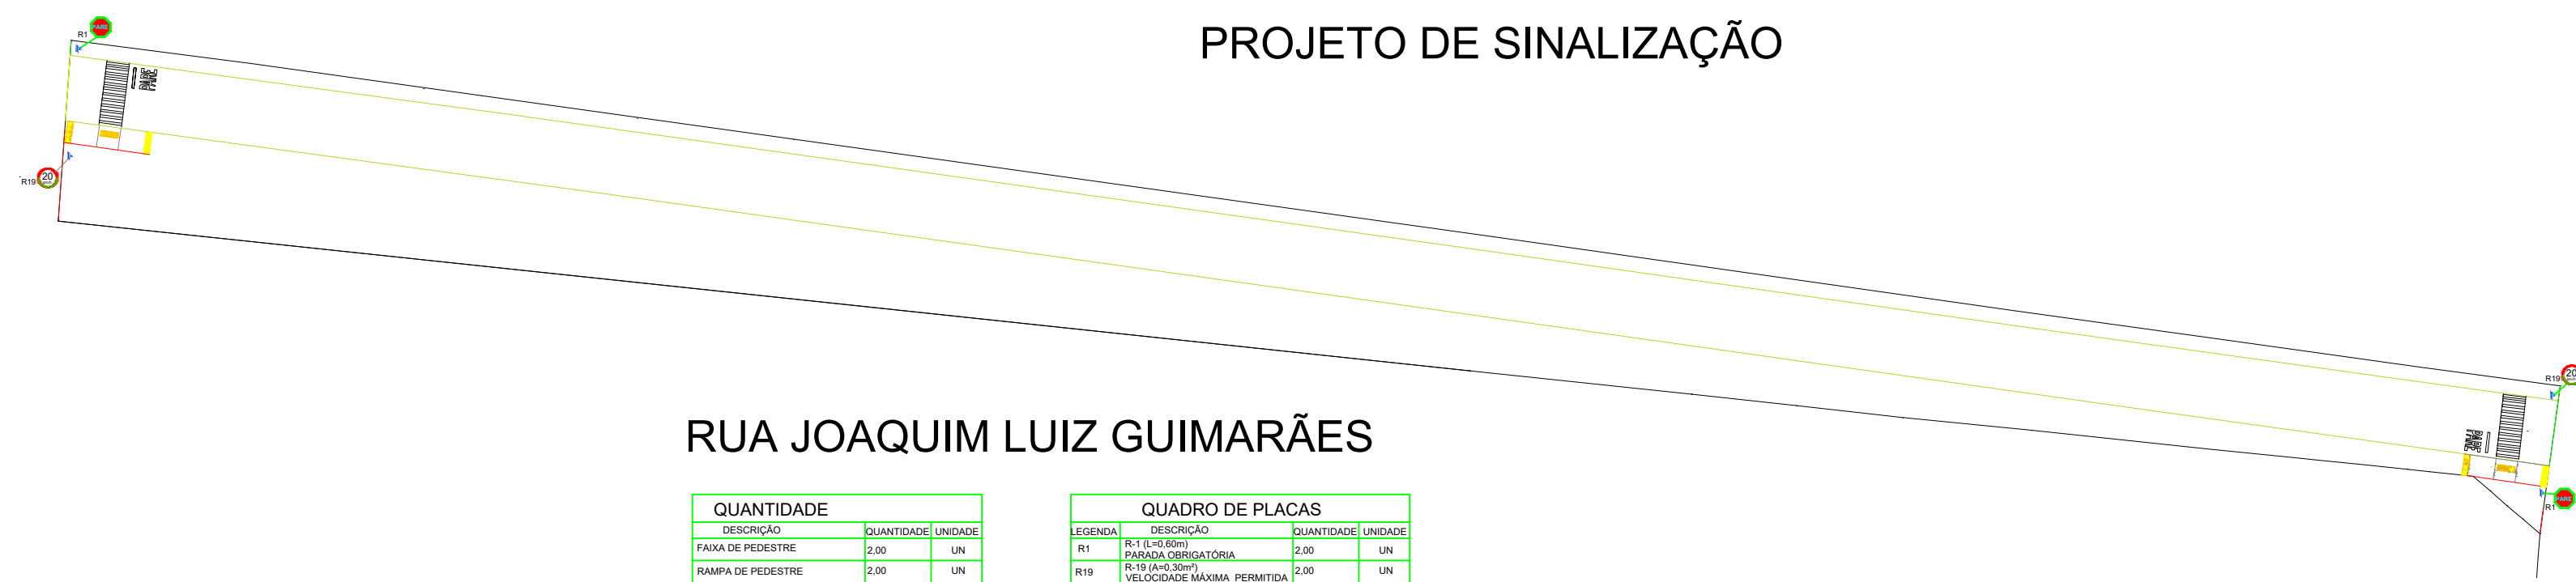 PROJETO DE SINALIZAÇÃO
R1
PARE
PARE
R19
20
RUA JOAQUIM LUIZ GUIMARÃES
R19
20
PARE
R1
PARE
QUANTIDADE
DESCRIÇÃO QUANTIDADE UNIDADE
FAIXA DE PEDESTRE 2,00 UN
RAMPA DE PEDESTRE 2,00 UN
QUADRO DE PLACAS
LEGENDA DESCRIÇÃO QUANTIDADE UNIDADE
R1 R-1 (L=0,60m)
PARADA OBRIGATÓRIA 2,00 UN
R19 R-19 (A=0,30m²)
VELOCIDADE MÁXIMA PERMITIDA 2,00 UN